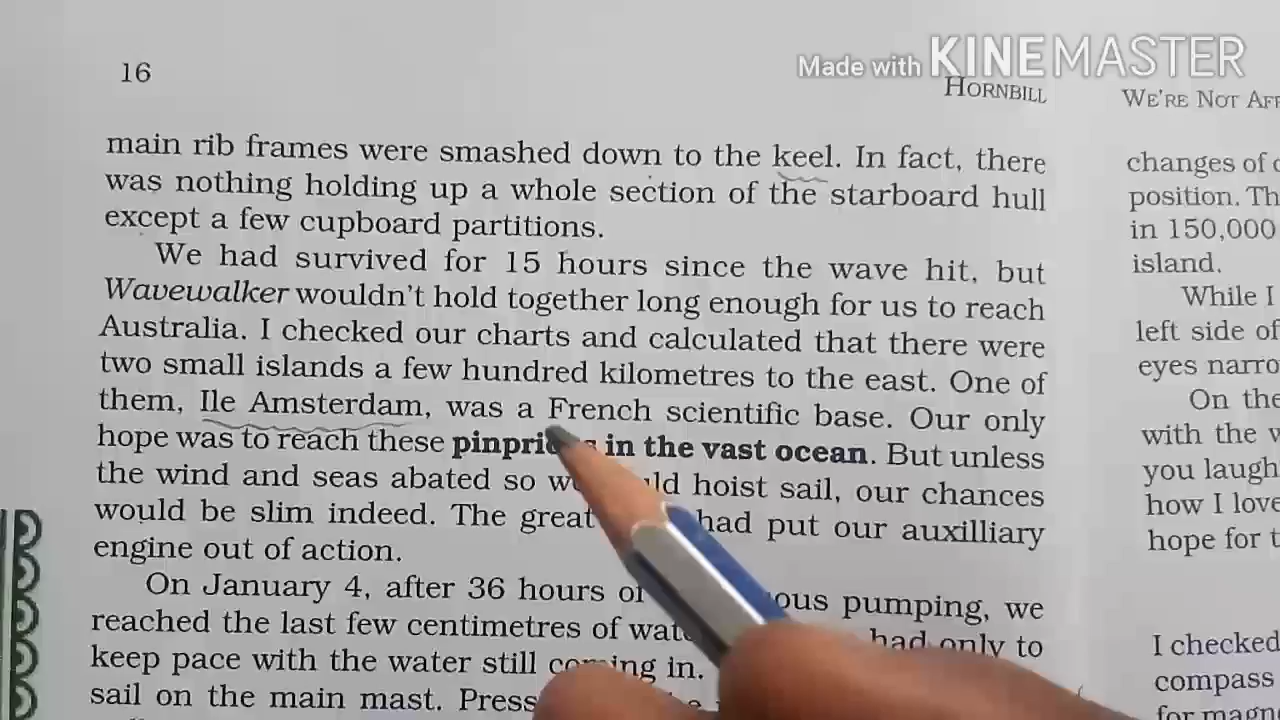 Made with KINEMASTER
16
HORNBILL
main rib frames were smashed down to the keel. In fact, there
was nothing holding up a whole section of the starboard hull
except a few cupboard partitions.
We had survived for 15 hours since the wave hit, but
Wavewalker wouldn't hold together long enough for us to reach
Australia. I checked our charts and calculated that there were
two small islands a few hundred kilometres to the east. One of
them, Ile Amsterdam, was a French scientific base. Our only
hope was to reach these in the vast ocean. But unless
the wind and seas abated so hoist sail, our chances
would be slim indeed. The great had put our auxilliary
engine out of action.
On January 4, after 36 hours pumping, we
reached the last few centimetres of had only to
keep pace with the water still coming in.
sail on the main mast.
WE'RE NOT
changes of
position.
in 150,000
island.
While I
left side of
eyes
On the
with the
you laugh
how I love
hope for
I checked
compass
for